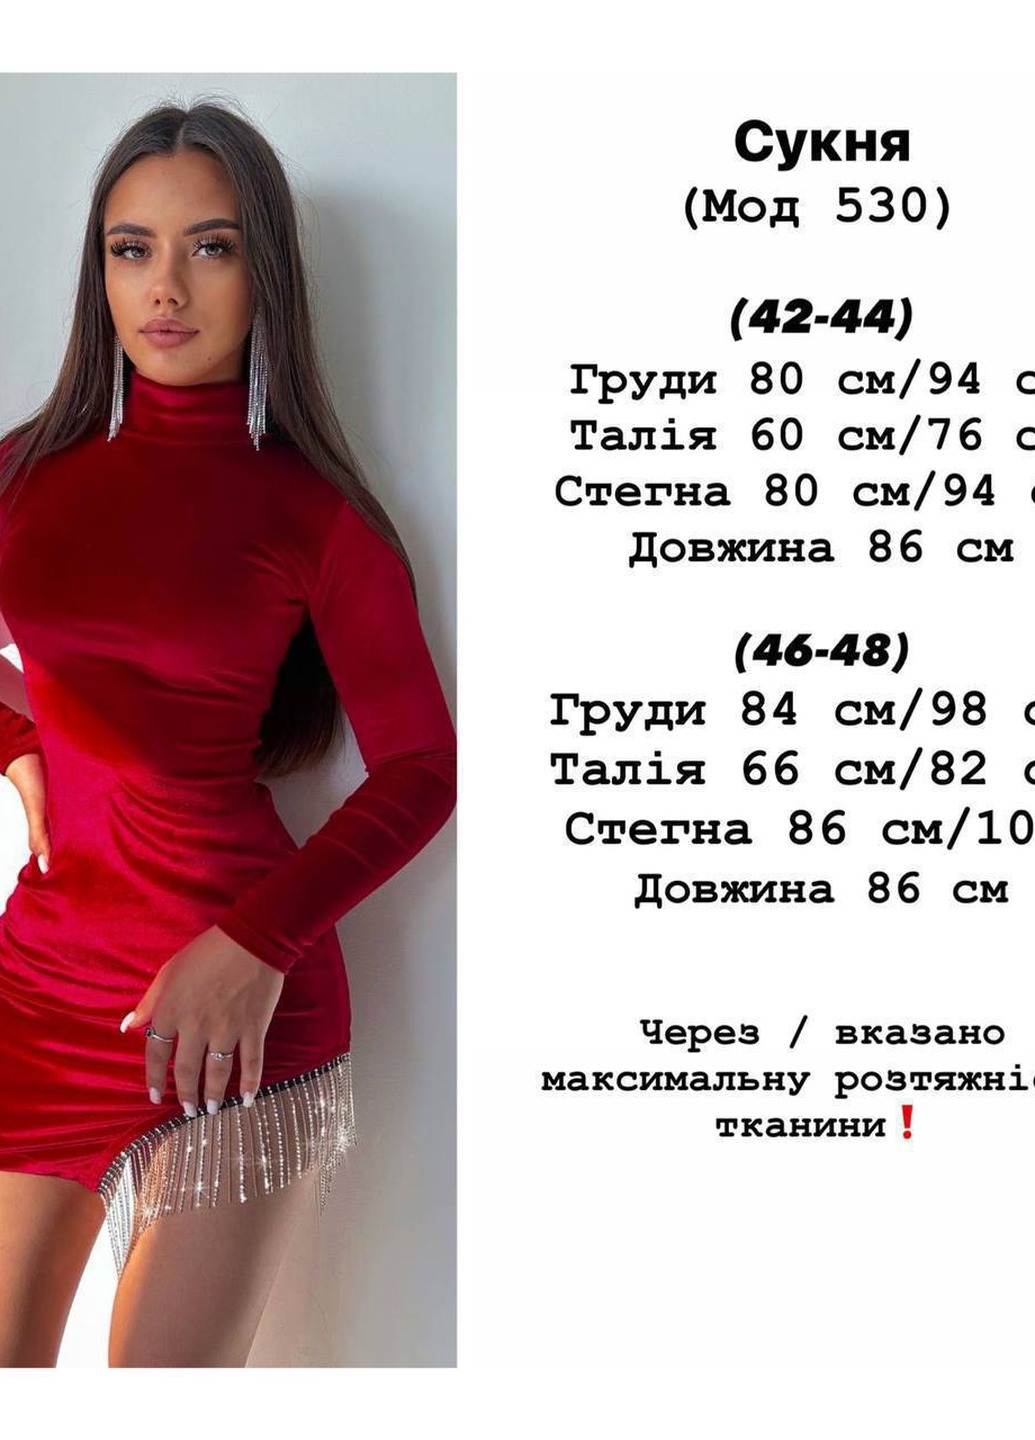 Сукня
(Мод 530)
(42-44)
Груди 80 см/94
Талія 60 см/76
Стегна 80 см/94
Довжина 86 см
(46-48)
Груди 84 см/98
Талія 66 см/82
Стегна 86 см/10
Довжина 86 см
Через / вказано
максимальну
тканини❗